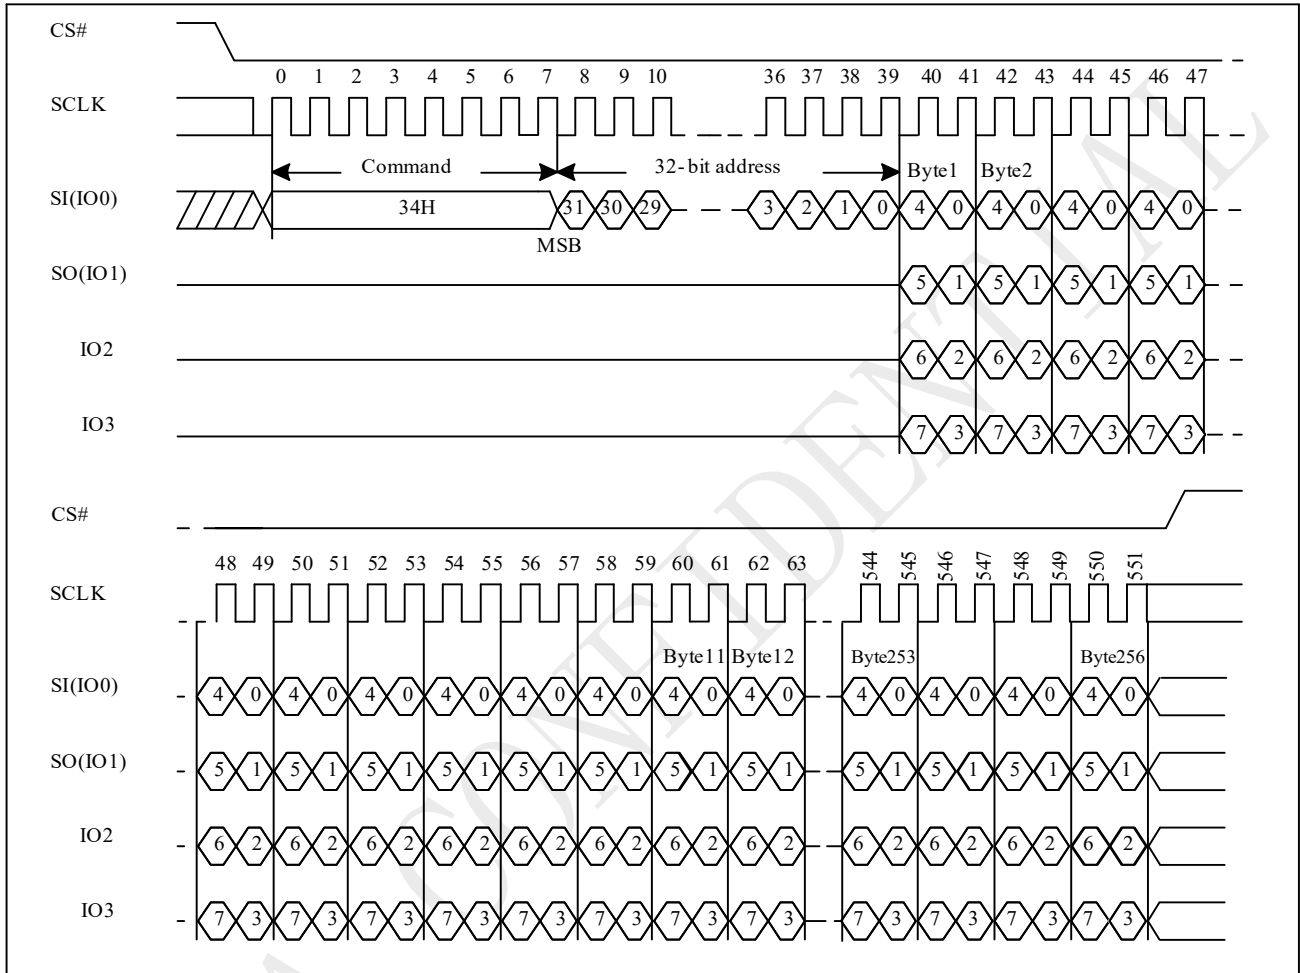 CS#
0 1 2 3 4 5 6 7 8 9 10 36 37 38 39 40 41 42 43 44 45 46 47
SCLK
Command 32-bit address Byte1 Byte2
SI(IO0) 34H 31 30 29 3 2 1 0 4 0 4 0 4 0 4 0
MSB
SO(IO1) 5 1 5 1 5 1 5 1
IO2 6 2 6 2 6 2 6 2
IO3 7 3 7 3 7 3 7 3
CS#
48 49 50 51 52 53 54 55 56 57 58 59 60 61 62 63 544 545 546 547 548 549 550 551
SCLK
Byte11 Byte12 Byte253 Byte256
SI(IO0) 4 0 4 0 4 0 4 0 4 0 4 0 4 0 4 0 4 0 4 0 4 0 4 0
SO(IO1) 5 1 5 1 5 1 5 1 5 1 5 1 5 1 5 1 5 1 5 1 5 1 5 1
IO2 6 2 6 2 6 2 6 2 6 2 6 2 6 2 6 2 6 2 6 2 6 2 6 2
IO3 7 3 7 3 7 3 7 3 7 3 7 3 7 3 7 3 7 3 7 3 7 3 7 3
CONFIDENTIAL